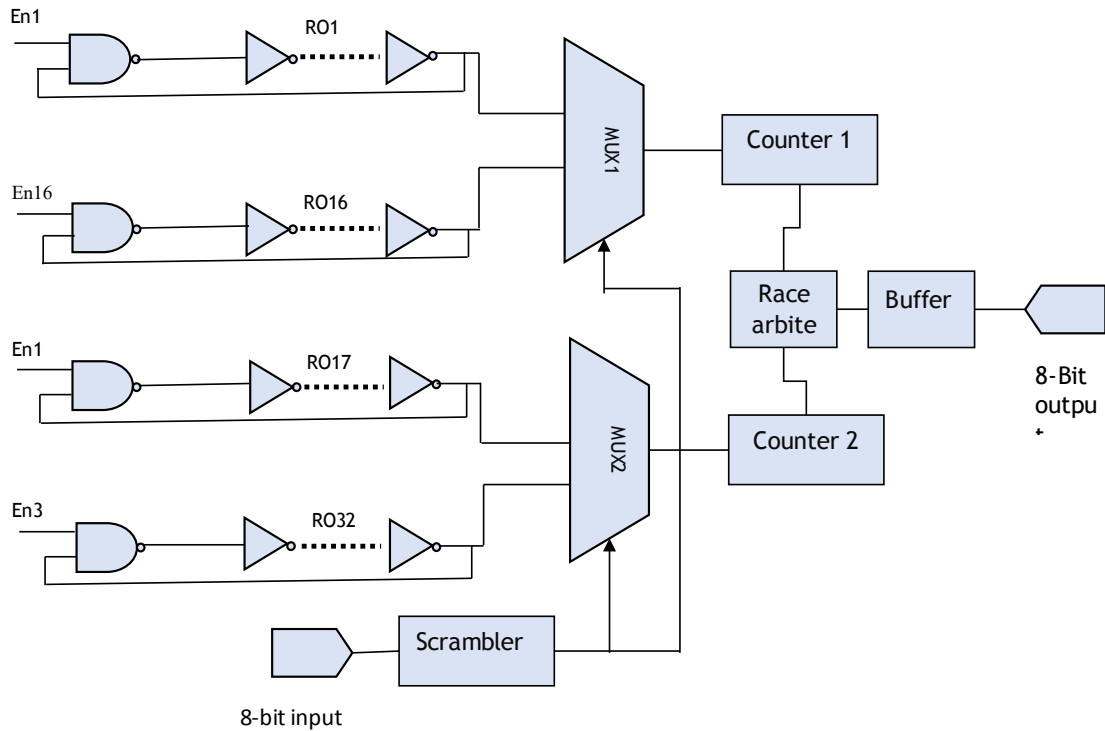 En1
RO1
MUX1
Counter 1
En16
RO16
Race
arbite
Buffer
En1
RO17
MUX2
8-Bit
outpu
Counter 2
En3
RO32
Scrambler
8-bit input